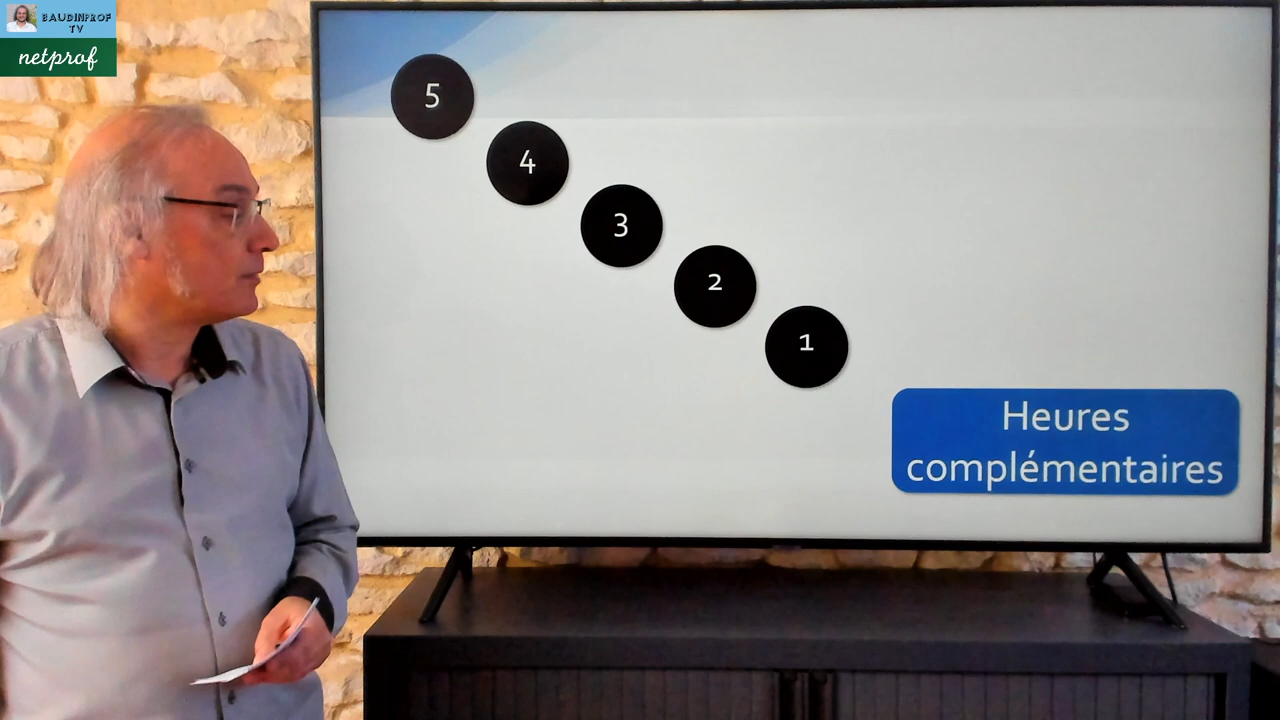 BAUDINPROF
TV
netprof
5
4
3
2
1
Heures
complémentaires